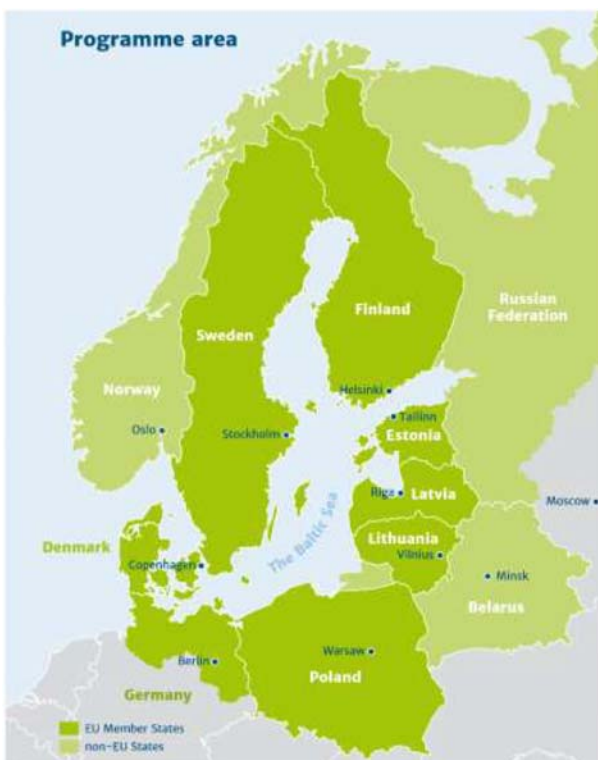 Programme area
Finland
Russian
Federation
Sweden
Norway
Helsinki
Oslo
Stockholm
Tallinn
Estonia
Riga
Latvia
Moscow
The Baltic Sea
Lithuania
Denmark
Vilnius
Copenhagen
Minsk
Belarus
Warsaw
Berlin
Poland
Germany
EU Member States
non-EU States